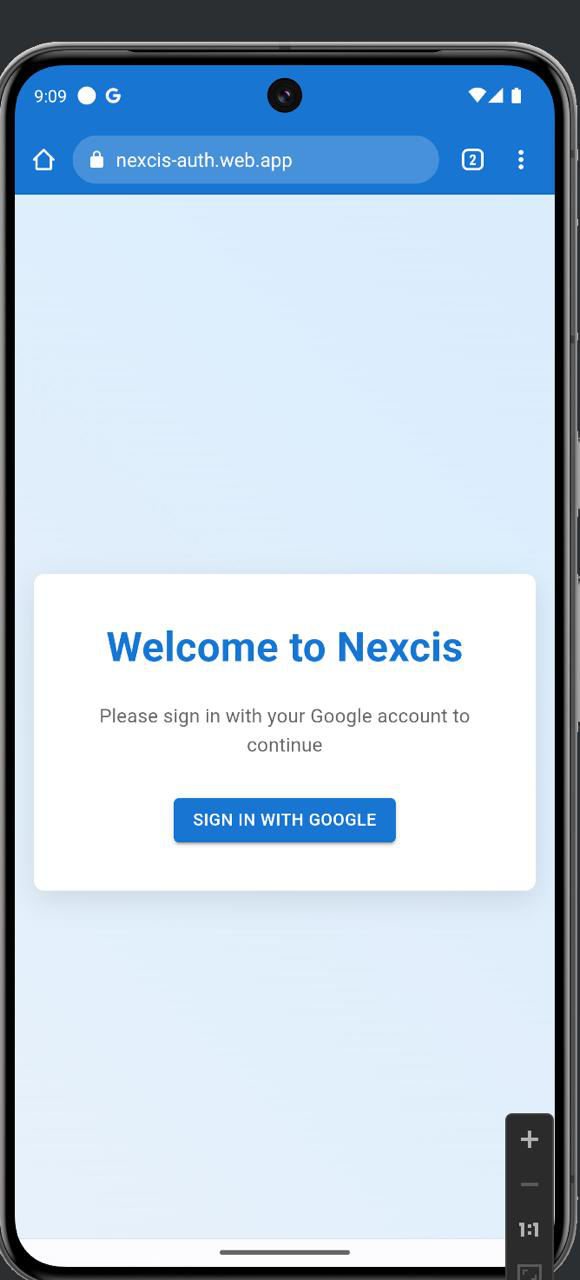 9:09
nexcis-auth.web.app
2
Welcome to Nexcis
Please sign in with your Google account to
continue
SIGN IN WITH GOOGLE
1:1